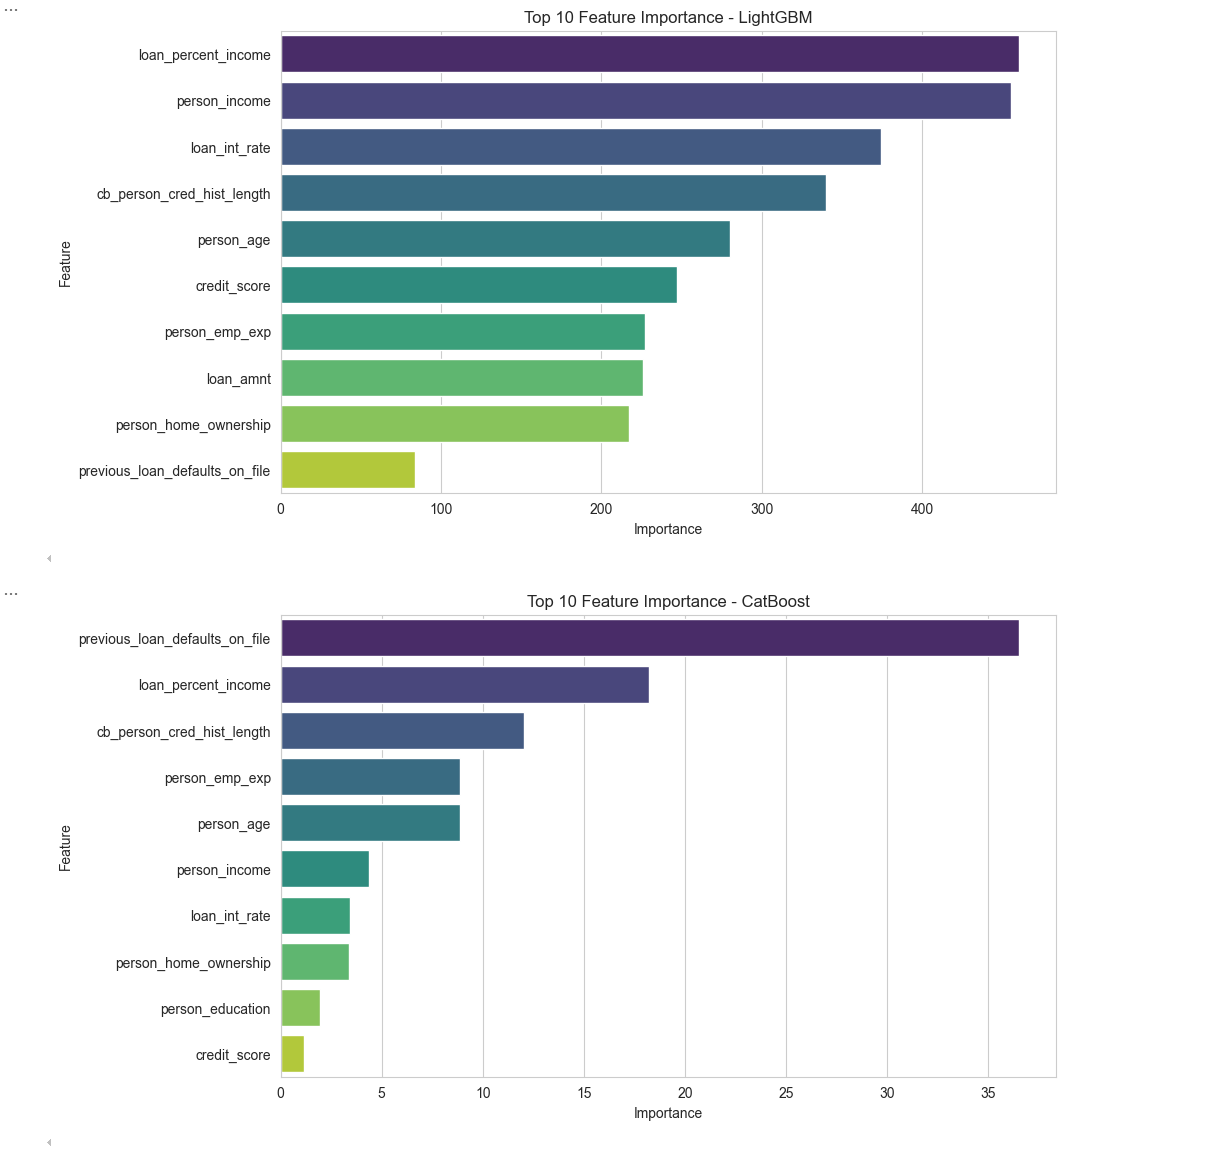 ...
Top 10 Feature Importance - LightGBM
loan_percent_income
person_income
loan_int_rate
cb_person_cred_hist_length
person_age
Feature
credit_score
person_emp_exp
loan_amnt
person_home_ownership
previous_loan_defaults_on_file
0 100 200 300 400
Importance
...
Top 10 Feature Importance - CatBoost
previous_loan_defaults_on_file
loan_percent_income
cb_person_cred_hist_length
person_emp_exp
person_age
Feature
person_income
loan_int_rate
person_home_ownership
person_education
credit_score
0 5 10 15 20 25 30 35
Importance